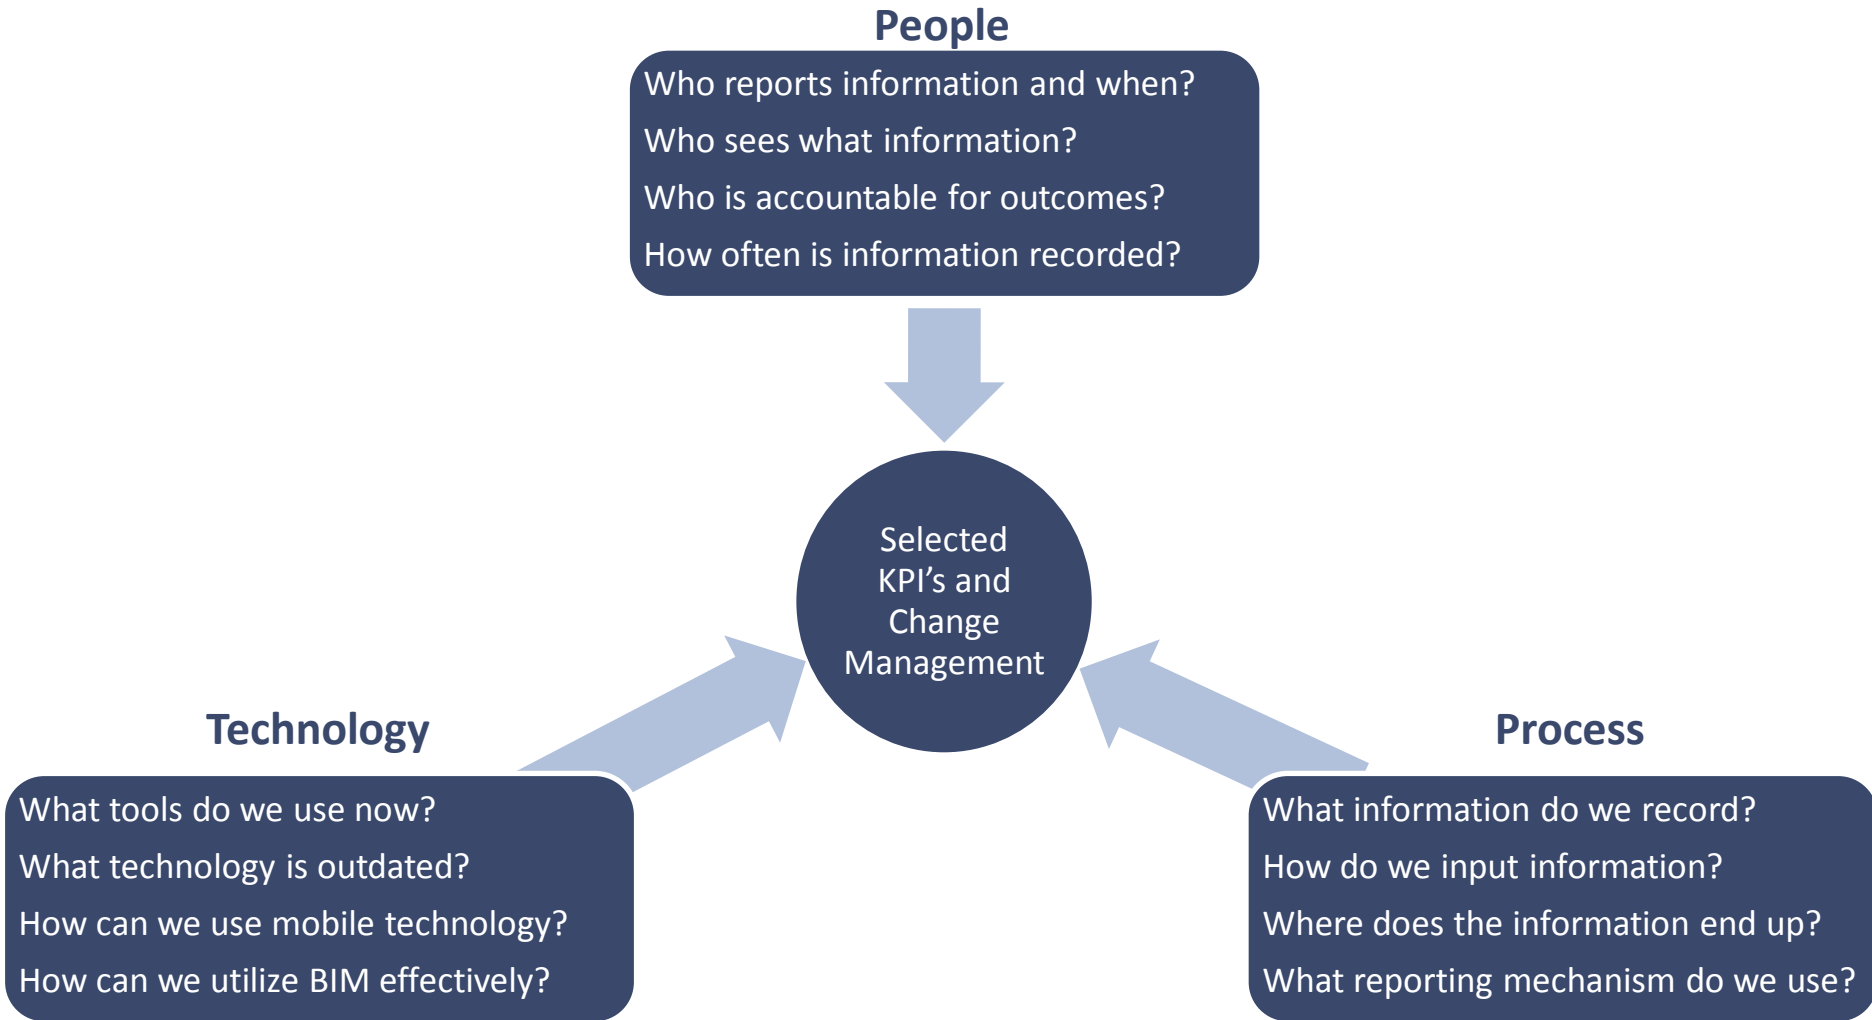 People
Who reports information and when?
Who sees what information?
Who is accountable for outcomes?
How often is information recorded?
Selected
KPI’s and
Change
Management
Technology
What tools do we use now?
What technology is outdated?
How can we use mobile technology?
How can we utilize BIM effectively?
Process
What information do we record?
How do we input information?
Where does the information end up?
What reporting mechanism do we use?